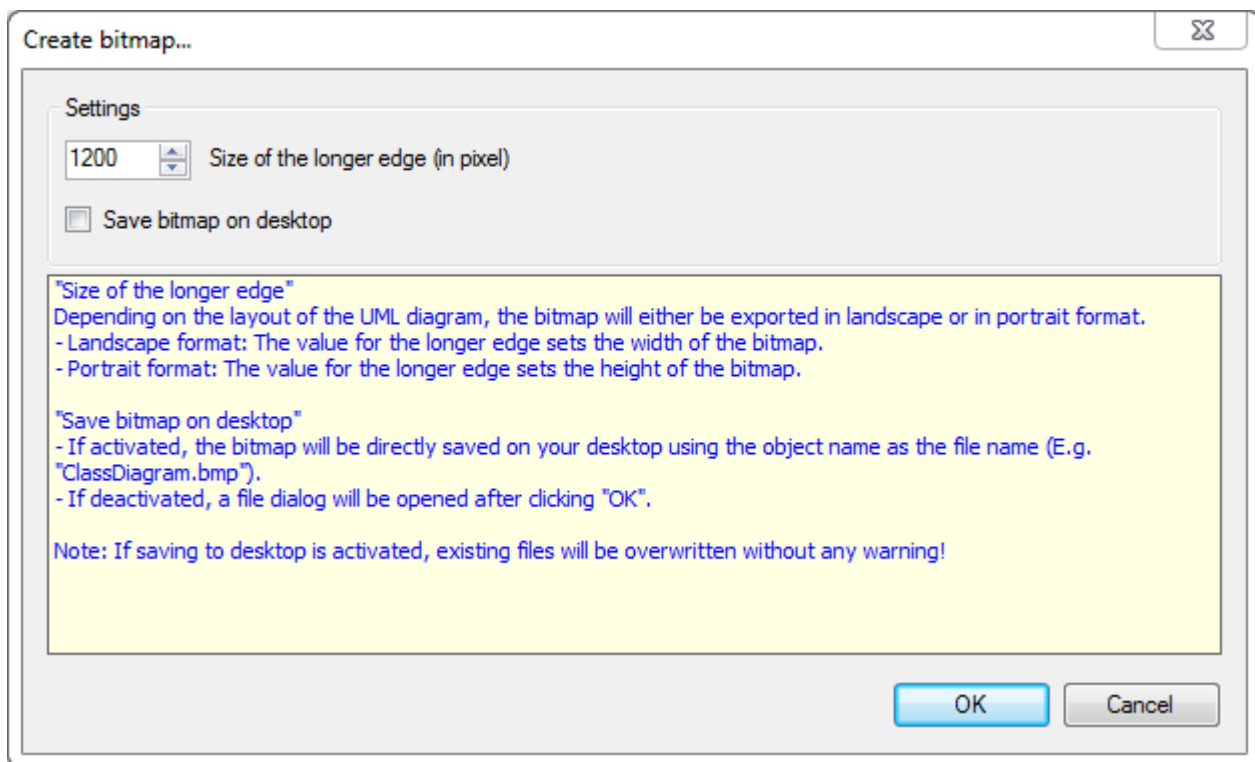 Create bitmap...
Settings
1200 Size of the longer edge (in pixel)
Save bitmap on desktop
"Size of the longer edge"
Depending on the layout of the UML diagram, the bitmap will either be exported in landscape or in portrait format.
- Landscape format: The value for the longer edge sets the width of the bitmap.
- Portrait format: The value for the longer edge sets the height of the bitmap.
"Save bitmap on desktop"
- If activated, the bitmap will be directly saved on your desktop using the object name as the file name (E.g.
"ClassDiagram.bmp").
- If deactivated, a file dialog will be opened after clicking "OK".
Note: If saving to desktop is activated, existing files will be overwritten without any warning!
OK Cancel